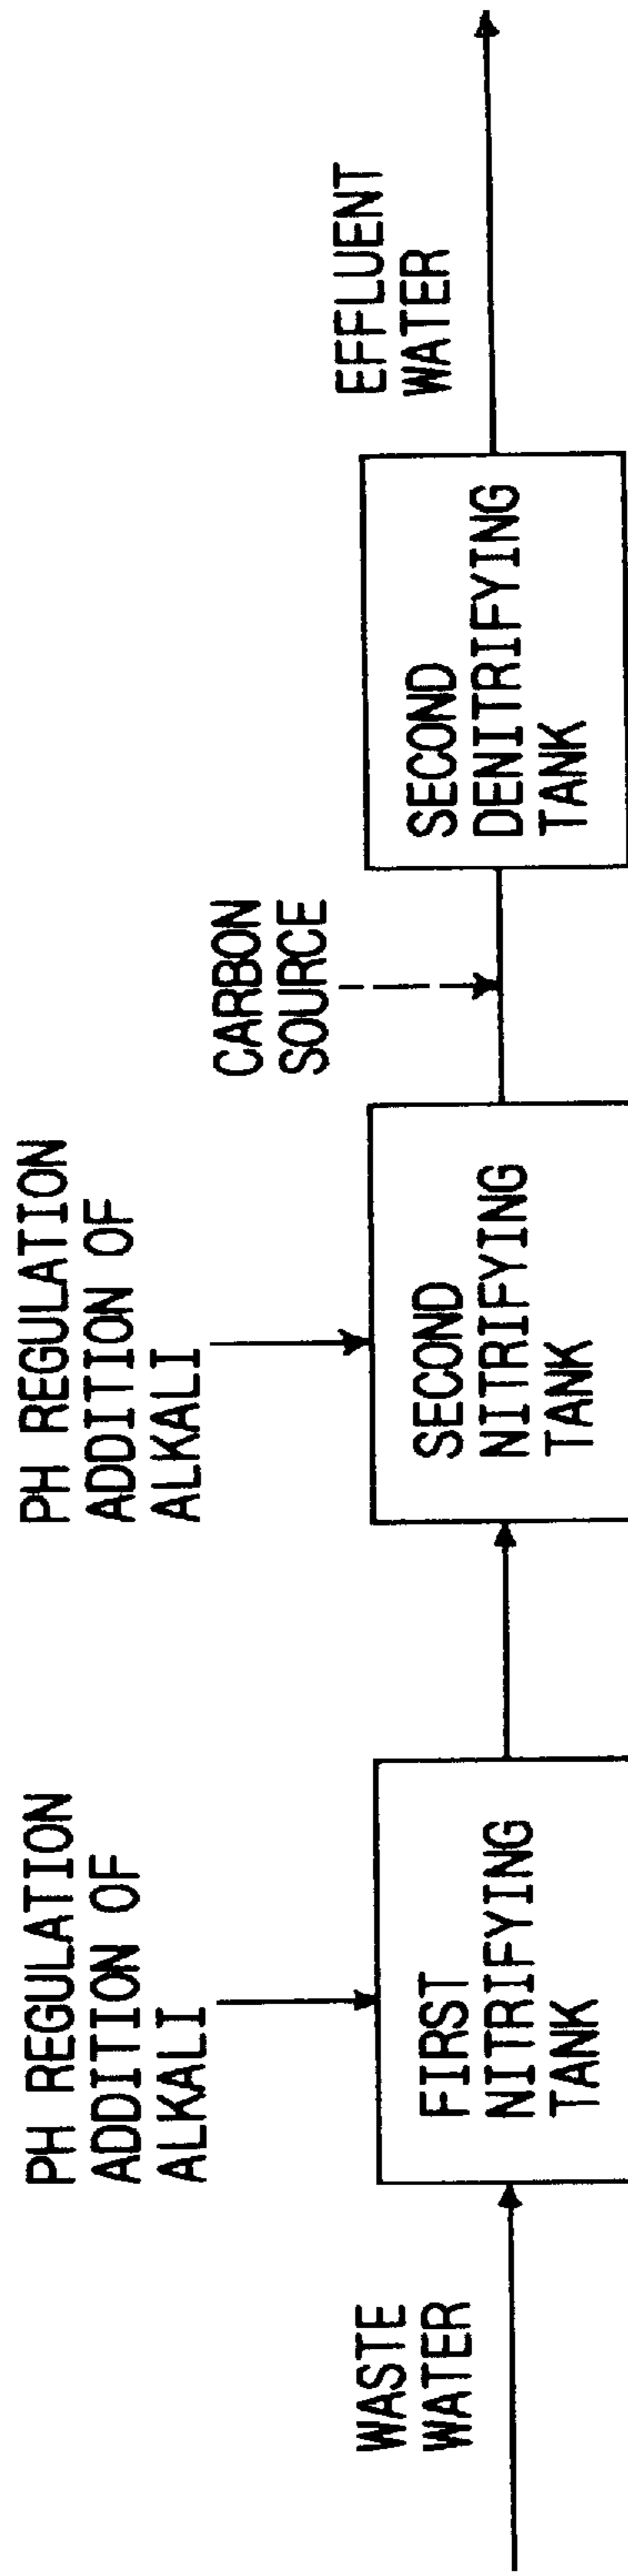 WASTE
WATER
PH REGULATION
ADDITION OF
ALKALI
FIRST
NITRIFYING
TANK
PH REGULATION
ADDITION OF
ALKALI
SECOND
NITRIFYING
TANK
CARBON
SOURCE
SECOND
DENITRIFYING
TANK
EFFLUENT
WATER